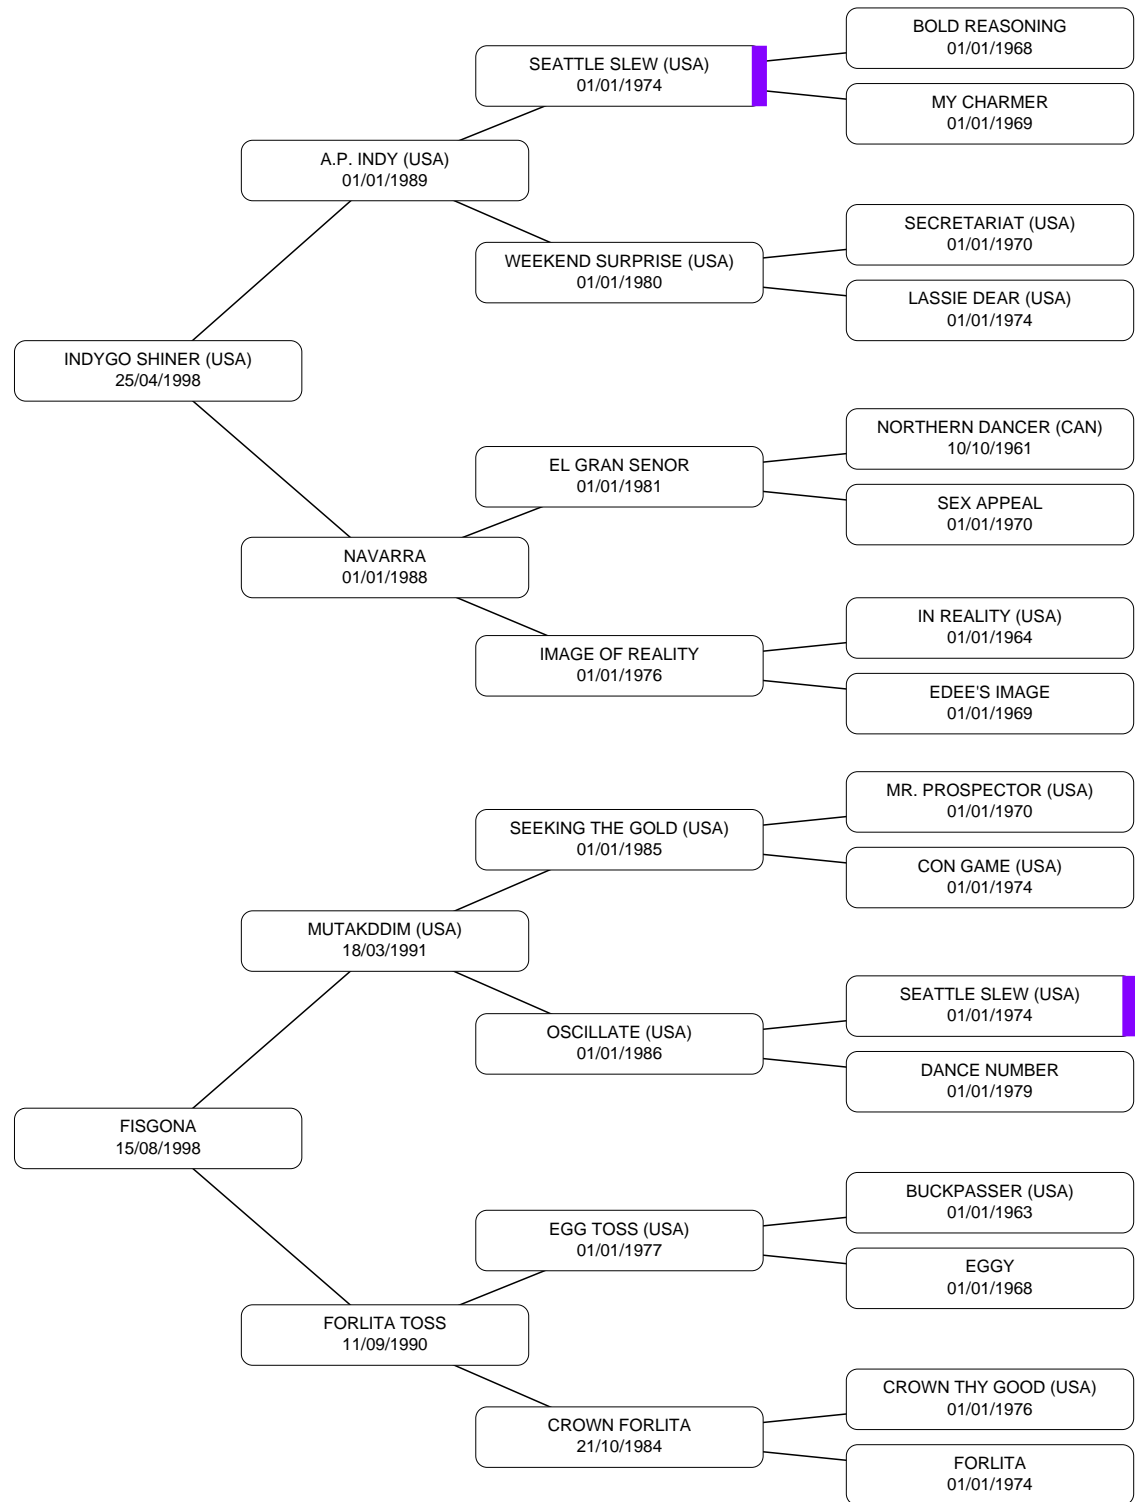 BOLD REASONING
01/01/1968
SEATTLE SLEW (USA)
01/01/1974
MY CHARMER
01/01/1969
A.P. INDY (USA)
01/01/1989
SECRETARIAT (USA)
01/01/1970
WEEKEND SURPRISE (USA)
01/01/1980
LASSIE DEAR (USA)
01/01/1974
INDYGO SHINER (USA)
25/04/1998
NORTHERN DANCER (CAN)
10/10/1961
EL GRAN SENOR
01/01/1981
SEX APPEAL
01/01/1970
NAVARRA
01/01/1988
IN REALITY (USA)
01/01/1964
IMAGE OF REALITY
01/01/1976
EDEE'S IMAGE
01/01/1969
MR. PROSPECTOR (USA)
01/01/1970
SEEKING THE GOLD (USA)
01/01/1985
CON GAME (USA)
01/01/1974
MUTAKDDIM (USA)
18/03/1991
SEATTLE SLEW (USA)
01/01/1974
OSCILLATE (USA)
01/01/1986
DANCE NUMBER
01/01/1979
FISGONA
15/08/1998
BUCKPASSER (USA)
01/01/1963
EGG TOSS (USA)
01/01/1977
EGGY
01/01/1968
FORLITA TOSS
11/09/1990
CROWN THY GOOD (USA)
01/01/1976
CROWN FORLITA
21/10/1984
FORLITA
01/01/1974